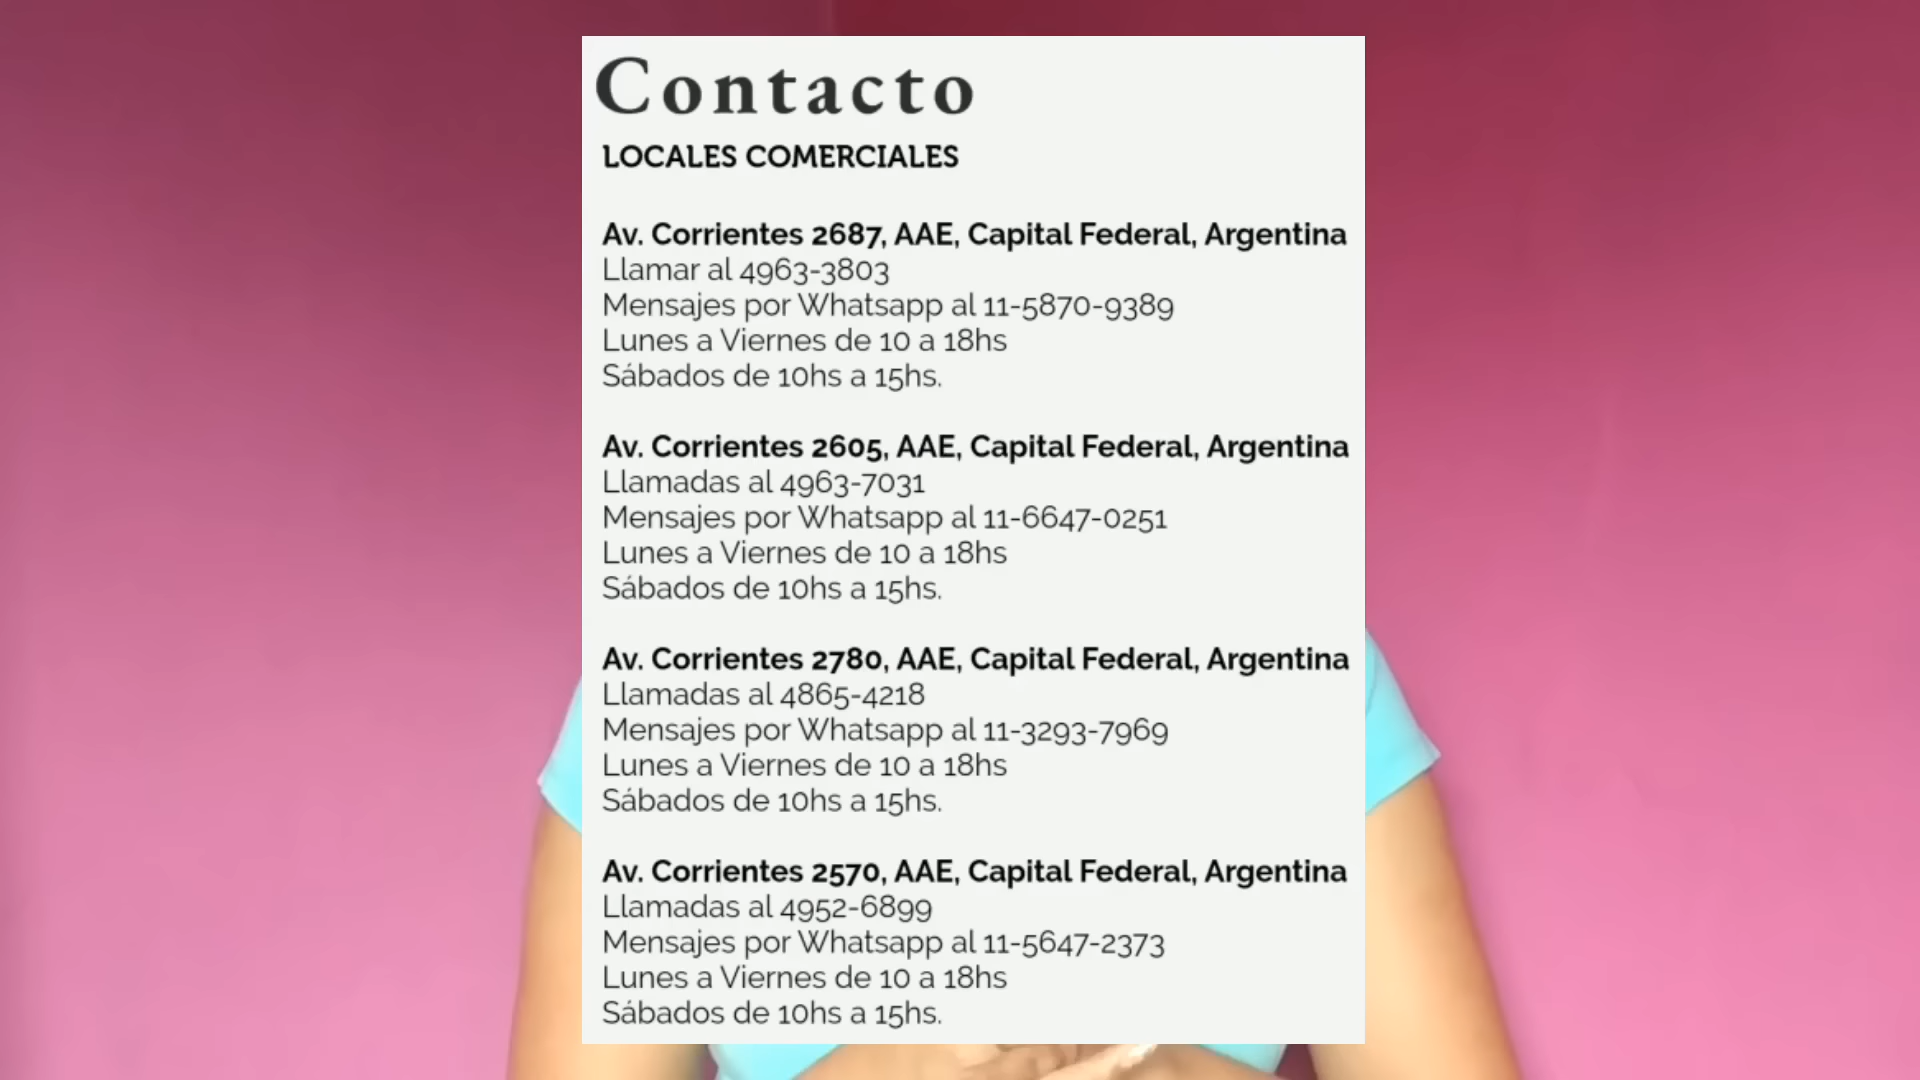 Contacto
LOCALES COMERCIALES
Av. Corrientes 2687, AAE, Capital Federal, Argentina
Llamar al 4963-3803
Mensajes por Whatsapp al 11-5870-9389
Lunes a Viernes de 10 a 18hs
Sábados de 10hs a 15hs.
Av. Corrientes 2605, AAE, Capital Federal, Argentina
Llamadas al 4963-7031
Mensajes por Whatsapp al 11-6647-0251
Lunes a Viernes de 10 a 18hs
Sábados de 10hs a 15hs.
Av. Corrientes 2780, AAE, Capital Federal, Argentina
Llamadas al 4865-4218
Mensajes por Whatsapp al 11-3293-7969
Lunes a Viernes de 10 a 18hs
Sábados de 10hs a 15hs.
Av. Corrientes 2570, AAE, Capital Federal, Argentina
Llamadas al 4952-6899
Mensajes por Whatsapp al 11-5647-2373
Lunes a Viernes de 10 a 18hs
Sábados de 10hs a 15hs.